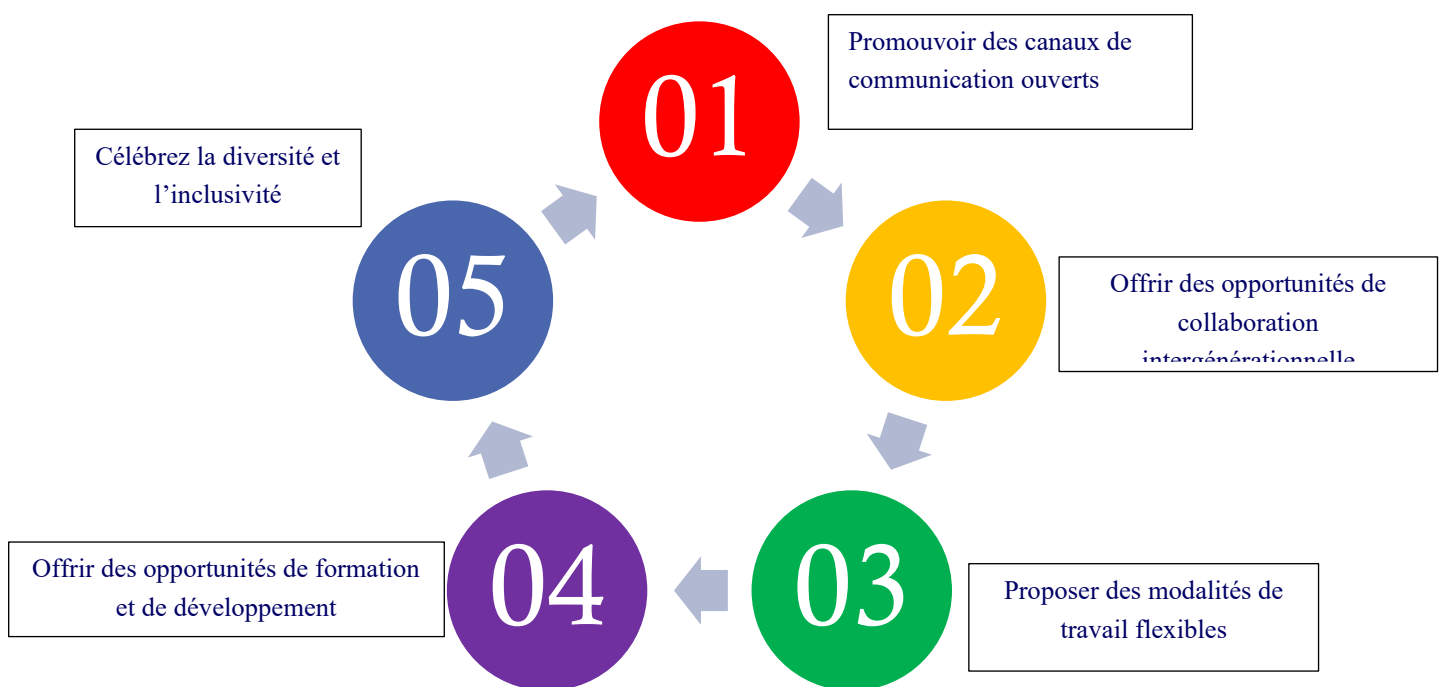 01
Promouvoir des canaux de
communication ouverts
02
Offrir des opportunités de
collaboration
intergénérationnelle
03
Proposer des modalités de
travail flexibles
04
Offrir des opportunités de formation
et de développement
05
Célébrez la diversité et
l’inclusivité